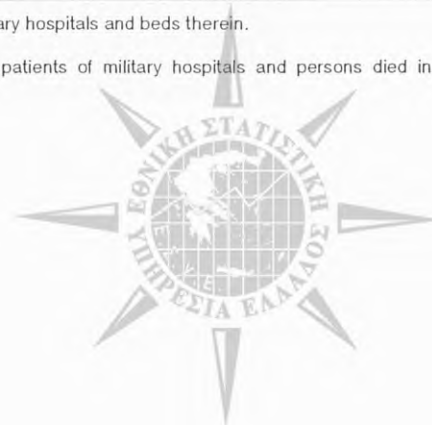 ary hospitals and beds therein.
patients of military hospitals and persons died in
ΕΘΝΙΚΗ ΣΤΑΤΙΣΤΙΚΗ
ΥΠΗΡΕΣΙΑ ΕΛΛΑΔΟΣ
Ε.Σ.Υ.Ε.